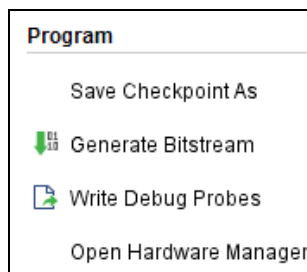 Program
Save Checkpoint As
Generate Bitstream
Write Debug Probes
Open Hardware Manager